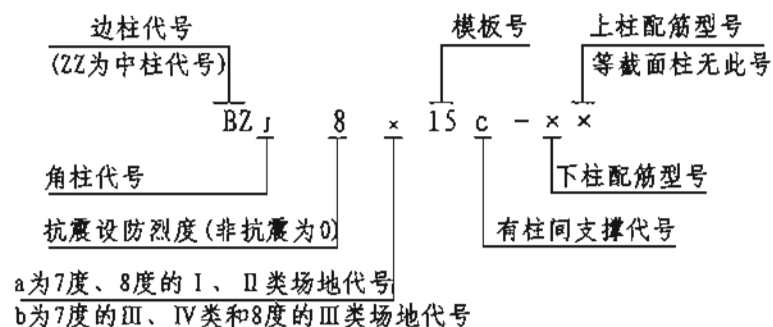 边柱代号
(ZZ为中柱代号)
模板号
上柱配筋型号
等截面柱无此号
BZJ 8 × 15 c - × ×
角柱代号
下柱配筋型号
抗震设防烈度(非抗震为0)
有柱间支撑代号
a为7度、8度的Ⅰ、Ⅱ类场地代号
b为7度的Ⅲ、Ⅳ类和8度的Ⅲ类场地代号